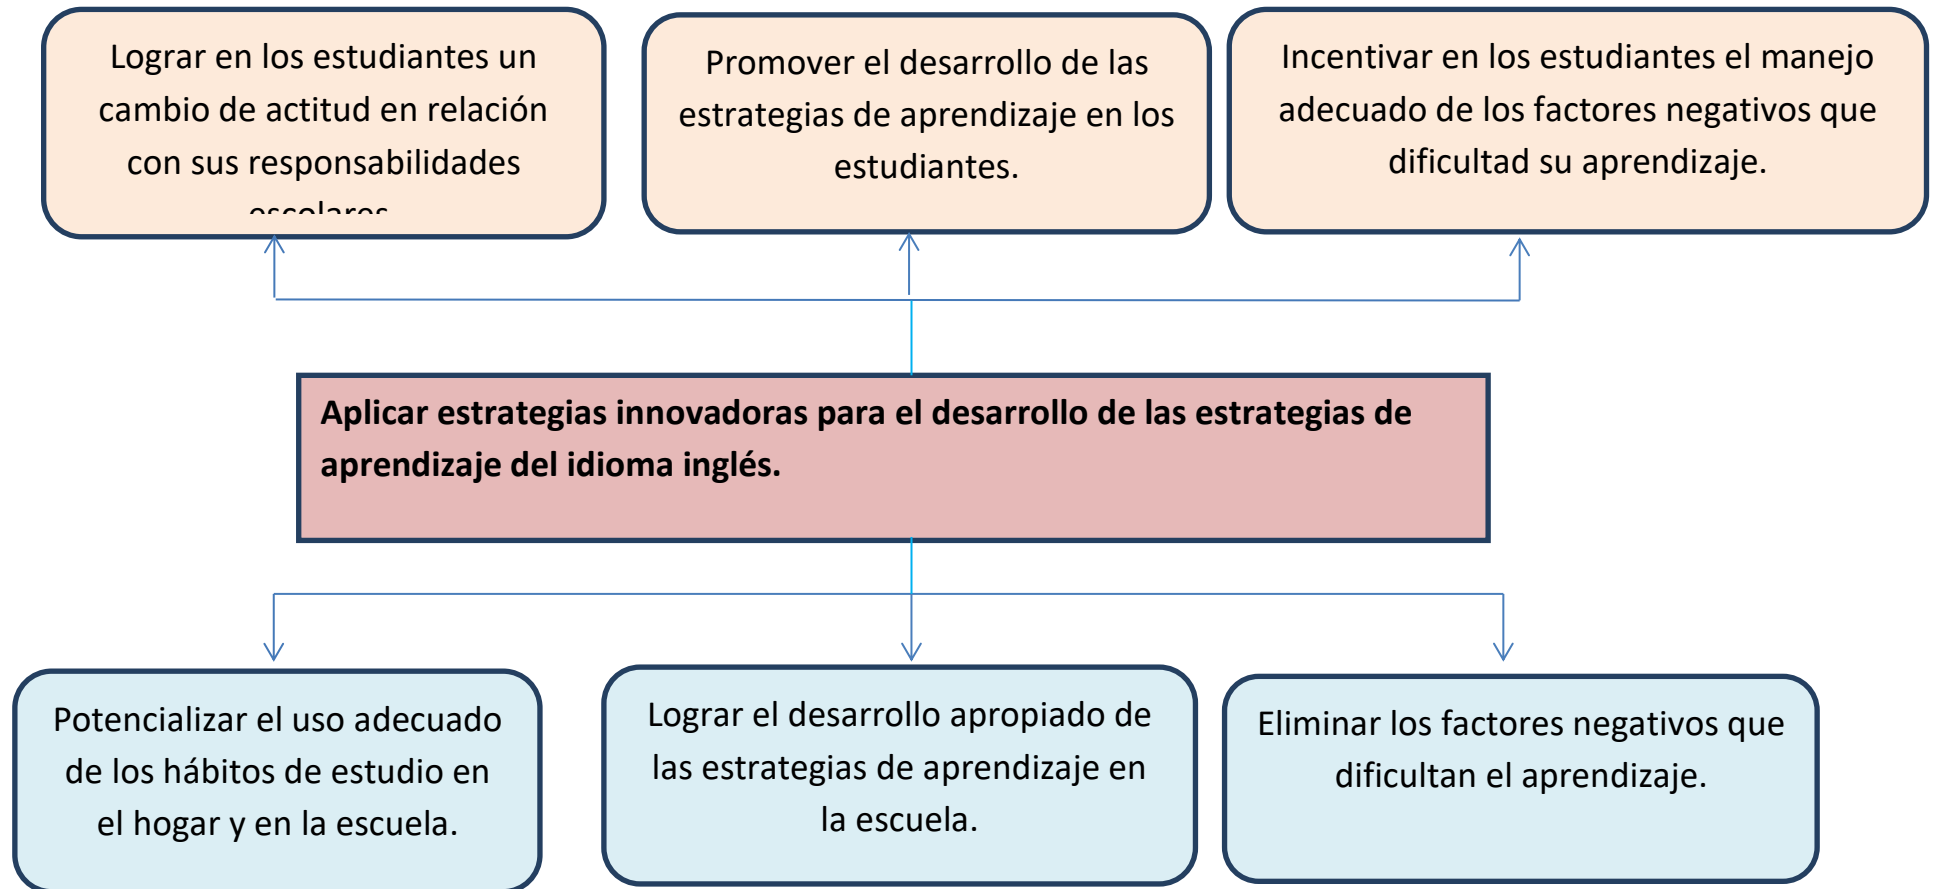 Lograr en los estudiantes un
cambio de actitud en relación
con sus responsabilidades
escolares
Promover el desarrollo de las
estrategias de aprendizaje en los
estudiantes.
Incentivar en los estudiantes el manejo
adecuado de los factores negativos que
dificultad su aprendizaje.
Aplicar estrategias innovadoras para el desarrollo de las estrategias de
aprendizaje del idioma inglés.
Potencializar el uso adecuado
de los hábitos de estudio en
el hogar y en la escuela.
Lograr el desarrollo apropiado de
las estrategias de aprendizaje en
la escuela.
Eliminar los factores negativos que
dificultan el aprendizaje.